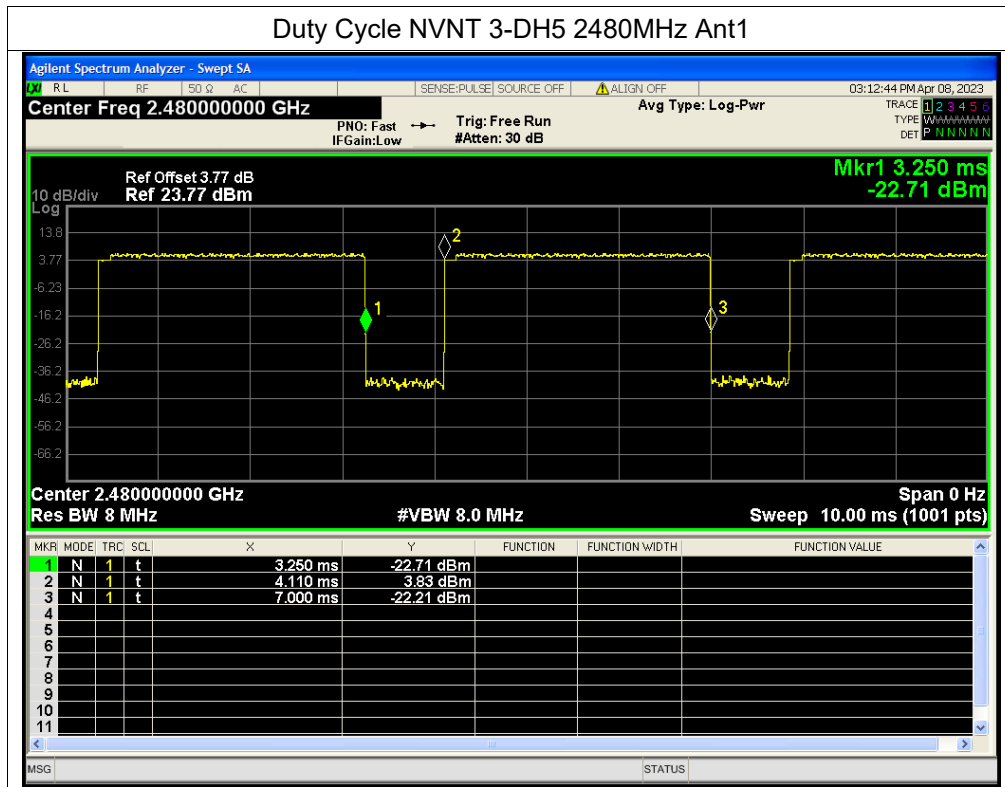 Duty Cycle NVNT 3-DH5 2480MHz Ant1
Agilent Spectrum Analyzer - Swept SA
RL RF 50 Ω AC SENSE:PULSE SOURCE OFF ALIGN OFF 03:12:44 PM Apr 08, 2023
Center Freq 2.480000000 GHz
PNO: Fast
IFGain:Low
Trig: Free Run
#Atten: 30 dB
Avg Type: Log-Pwr
TRACE 1 2 3 4 5 6
TYPE
DET P N N N N N
Mkr1 3.250 ms
-22.71 dBm
Ref Offset 3.77 dB
10 dB/div Ref 23.77 dBm
Log
13.8
3.77
-6.23
-16.2
-26.2
-36.2
-46.2
-56.2
-66.2
1
2
3
Center 2.480000000 GHz Span 0 Hz
Res BW 8 MHz #VBW 8.0 MHz Sweep 10.00 ms (1001 pts)
MKR MODE TRC SCL X Y FUNCTION FUNCTION WIDTH FUNCTION VALUE
1 N 1 t 3.250 ms -22.71 dBm
2 N 1 t 4.110 ms 3.83 dBm
3 N 1 t 7.000 ms -22.21 dBm
4
5
6
7
8
9
10
11
MSG STATUS